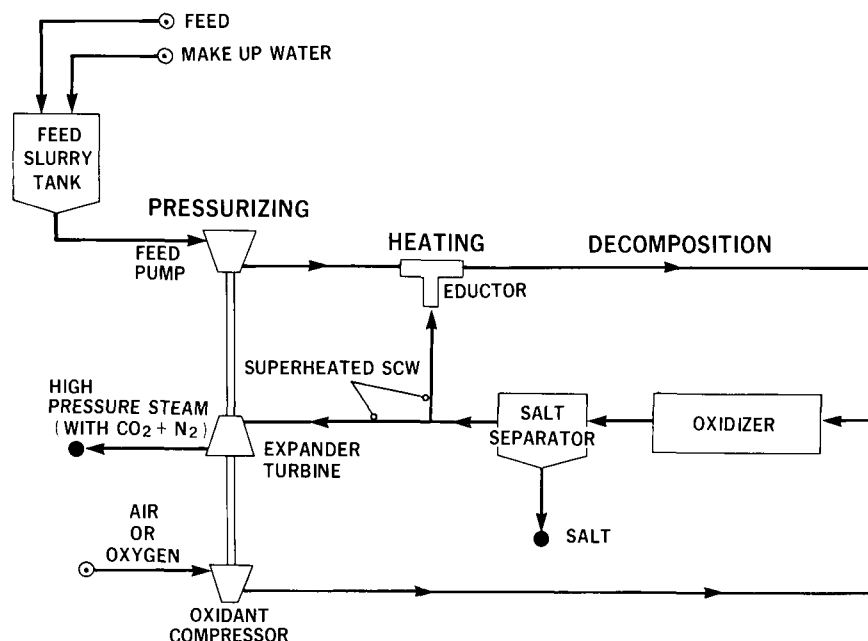 FEED
MAKE UP WATER
FEED
SLURRY
TANK
PRESSURIZING
FEED
PUMP
HEATING
DECOMPOSITION
EDUCTOR
SUPERHEATED SCW
HIGH
PRESSURE STEAM
(WITH CO2 + N2)
EXPANDER
TURBINE
SALT
SEPARATOR
OXIDIZER
SALT
AIR
OR
OXYGEN
OXIDANT
COMPRESSOR